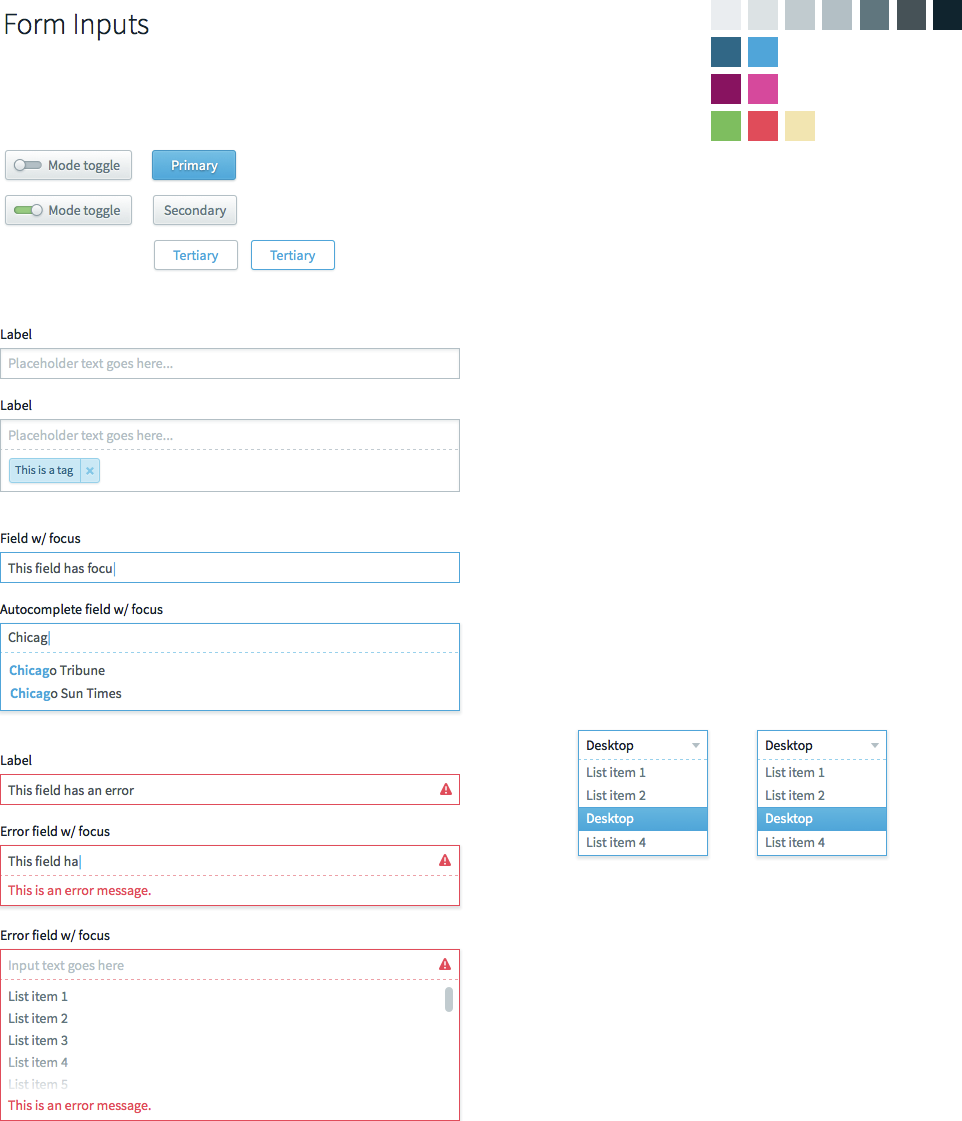 Form Inputs
Mode toggle
Primary
Mode toggle
Secondary
Tertiary
Tertiary
Label
Placeholder text goes here...
Label
Placeholder text goes here...
This is a tag ×
Field w/ focus
This field has focu
Autocomplete field w/ focus
Chicag
Chicago Tribune
Chicago Sun Times
Label
This field has an error
Error field w/ focus
This field ha
This is an error message.
Error field w/ focus
Input text goes here
List item 1
List item 2
List item 3
List item 4
List item 5
This is an error message.
Desktop
List item 1
List item 2
Desktop
List item 4
Desktop
List item 1
List item 2
Desktop
List item 4